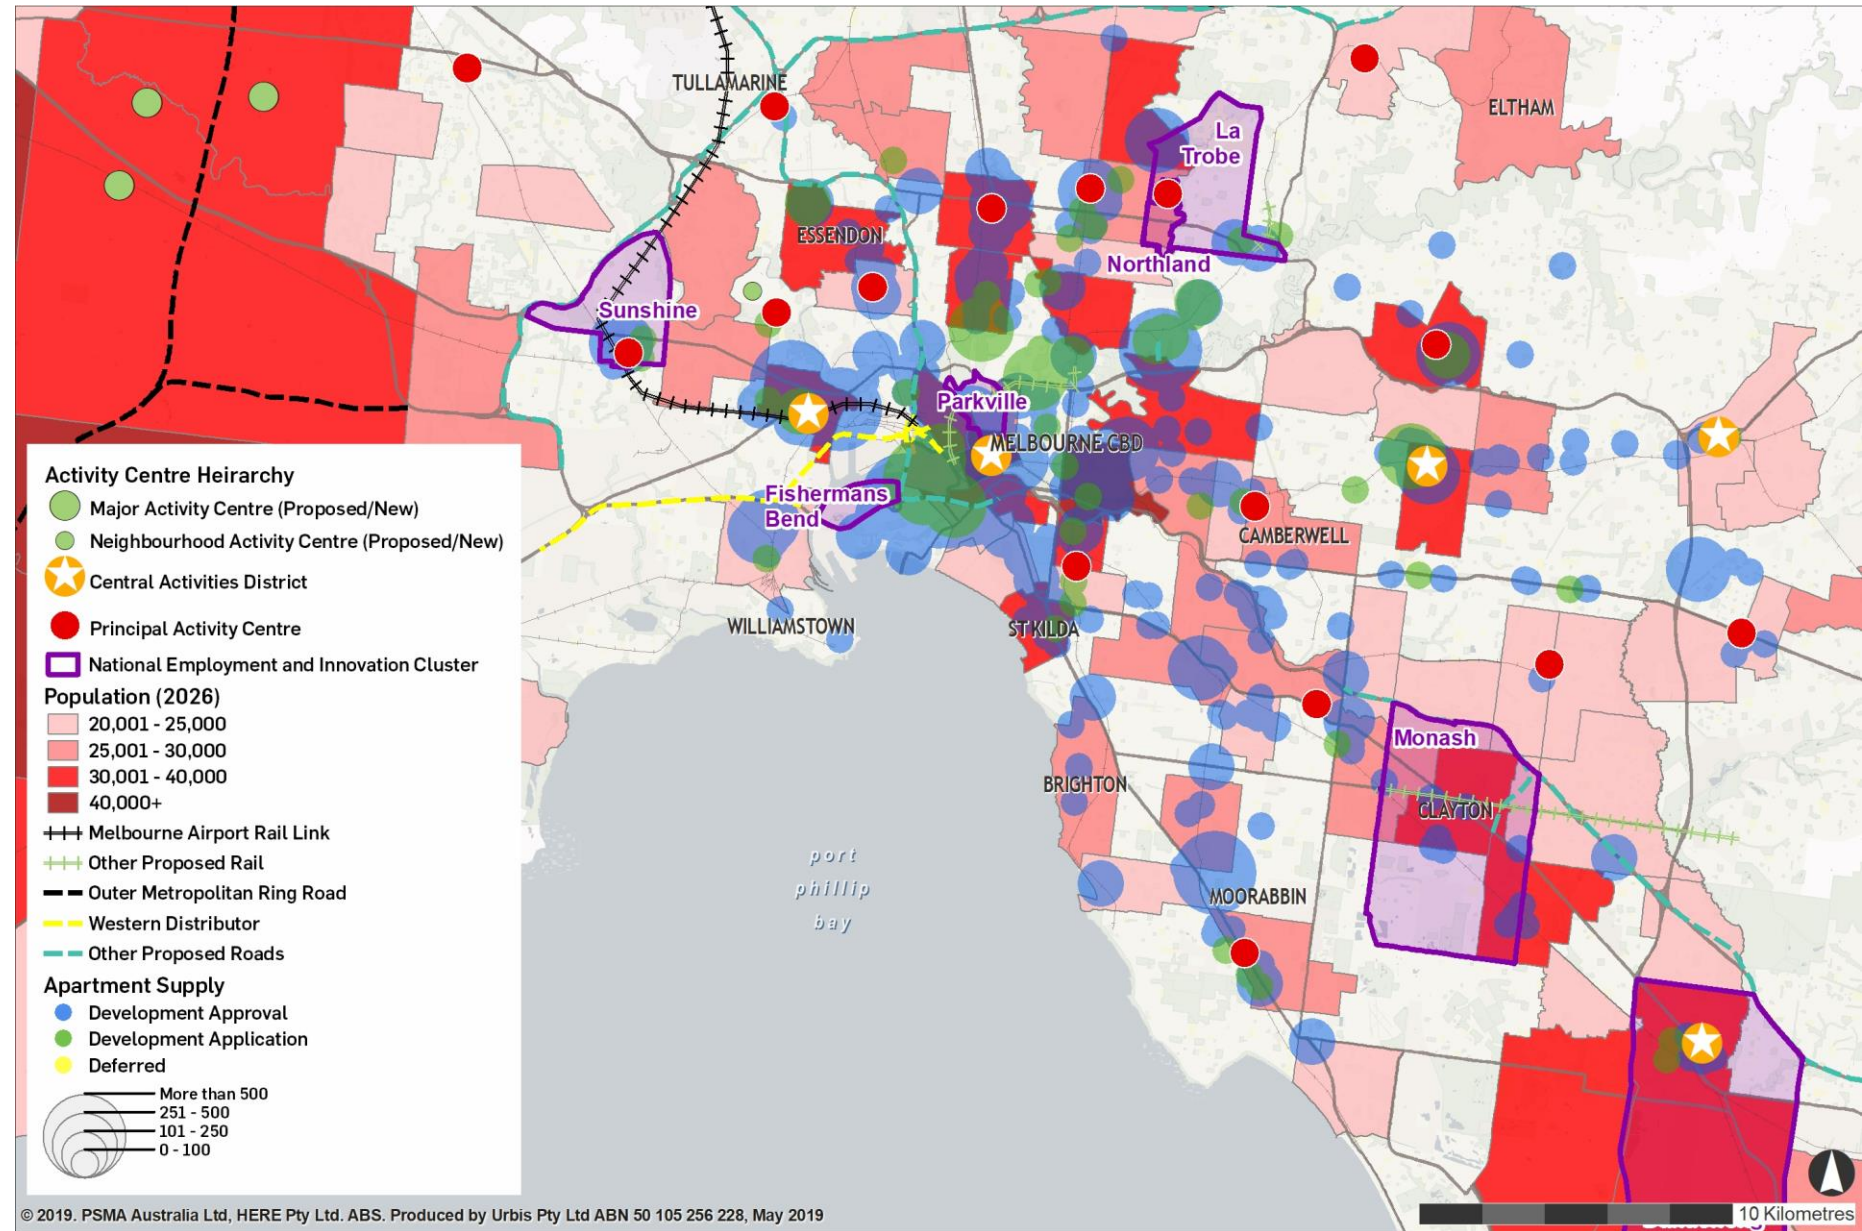 TULLAMARINE
ELTHAM
La
Trobe
ESSENDON
Northland
Sunshine
Parkville
MELBOURNE CBD
Fishermans
Bend
CAMBERWELL
WILLIAMSTOWN
ST KILDA
Monash
BRIGHTON
CLAYTON
port
phillip
bay
MOORABBIN
Activity Centre Heirarchy
Major Activity Centre (Proposed/New)
Neighbourhood Activity Centre (Proposed/New)
Central Activities District
Principal Activity Centre
National Employment and Innovation Cluster
Population (2026)
20,001 - 25,000
25,001 - 30,000
30,001 - 40,000
40,000+
Melbourne Airport Rail Link
Other Proposed Rail
Outer Metropolitan Ring Road
Western Distributor
Other Proposed Roads
Apartment Supply
Development Approval
Development Application
Deferred
More than 500
251 - 500
101 - 250
0 - 100
© 2019. PSMA Australia Ltd, HERE Pty Ltd. ABS. Produced by Urbis Pty Ltd ABN 50 105 256 228, May 2019
10 Kilometres